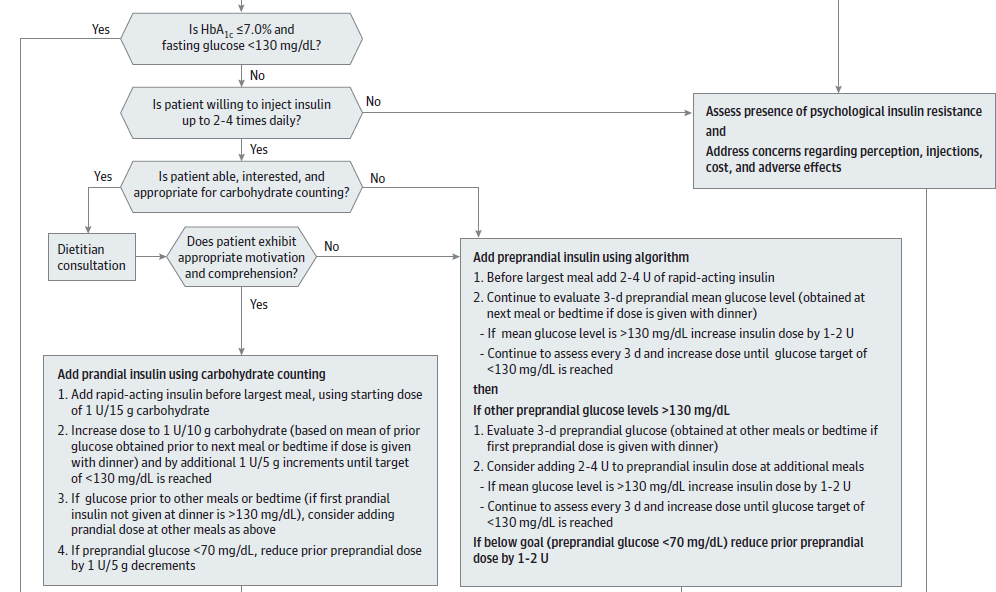 Yes
Is HbA1c ≤7.0% and
fasting glucose <130 mg/dL?
No
Is patient willing to inject insulin
up to 2-4 times daily?
No
Assess presence of psychological insulin resistance
and
Address concerns regarding perception, injections,
cost, and adverse effects
Yes
Yes
Is patient able, interested, and
appropriate for carbohydrate counting?
No
Dietitian
consultation
Does patient exhibit
appropriate motivation
and comprehension?
No
Yes
Add prandial insulin using carbohydrate counting
1. Add rapid-acting insulin before largest meal, using starting dose
of 1 U/15 g carbohydrate
2. Increase dose to 1 U/10 g carbohydrate (based on mean of prior
glucose obtained prior to next meal or bedtime if dose is given
with dinner) and by additional 1 U/5 g increments until target
of <130 mg/dL is reached
3. If glucose prior to other meals or bedtime (if first prandial
insulin not given at dinner is >130 mg/dL), consider adding
prandial dose at other meals as above
4. If preprandial glucose <70 mg/dL, reduce prior preprandial dose
by 1 U/5 g decrements
Add preprandial insulin using algorithm
1. Before largest meal add 2-4 U of rapid-acting insulin
2. Continue to evaluate 3-d preprandial mean glucose level (obtained at
next meal or bedtime if dose is given with dinner)
- If mean glucose level is >130 mg/dL increase insulin dose by 1-2 U
- Continue to assess every 3 d and increase dose until glucose target of
<130 mg/dL is reached
then
If other preprandial glucose levels >130 mg/dL
1. Evaluate 3-d preprandial glucose (obtained at other meals or bedtime if
first preprandial dose is given with dinner)
2. Consider adding 2-4 U to preprandial insulin dose at additional meals
- If mean glucose level is >130 mg/dL increase insulin dose by 1-2 U
- Continue to assess every 3 d and increase dose until glucose target of
<130 mg/dL is reached
If below goal (preprandial glucose <70 mg/dL) reduce prior preprandial
dose by 1-2 U